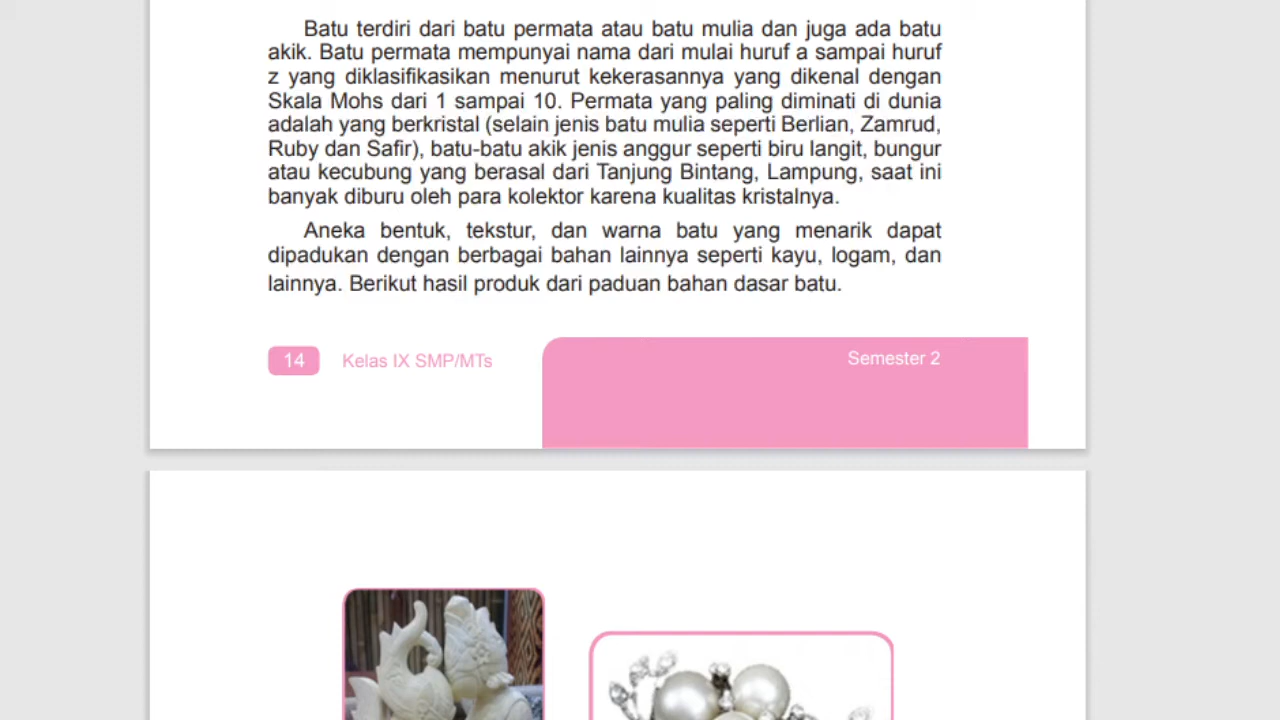 Batu terdiri dari batu permata atau batu mulia dan juga ada batu
akik. Batu permata mempunyai nama dari mulai huruf a sampai huruf
z yang diklasifikasikan menurut kekerasannya yang dikenal dengan
Skala Mohs dari 1 sampai 10. Permata yang paling diminati di dunia
adalah yang berkristal (selain jenis batu mulia seperti Berlian, Zamrud,
Ruby dan Safir), batu-batu akik jenis anggur seperti biru langit, bungur
atau kecubung yang berasal dari Tanjung Bintang, Lampung, saat ini
banyak diburu oleh para kolektor karena kualitas kristalnya.
Aneka bentuk, tekstur, dan warna batu yang menarik dapat
dipadukan dengan berbagai bahan lainnya seperti kayu, logam, dan
lainnya. Berikut hasil produk dari paduan bahan dasar batu.
14 Kelas IX SMP/MTs
Semester 2